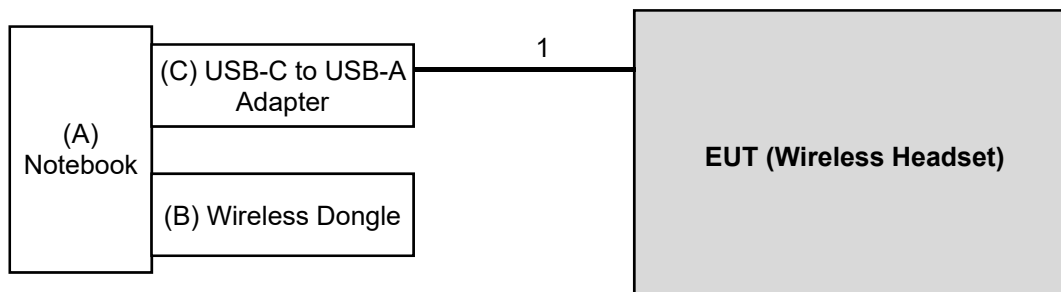 (A)
Notebook
(C) USB-C to USB-A
Adapter
(B) Wireless Dongle
1
EUT (Wireless Headset)